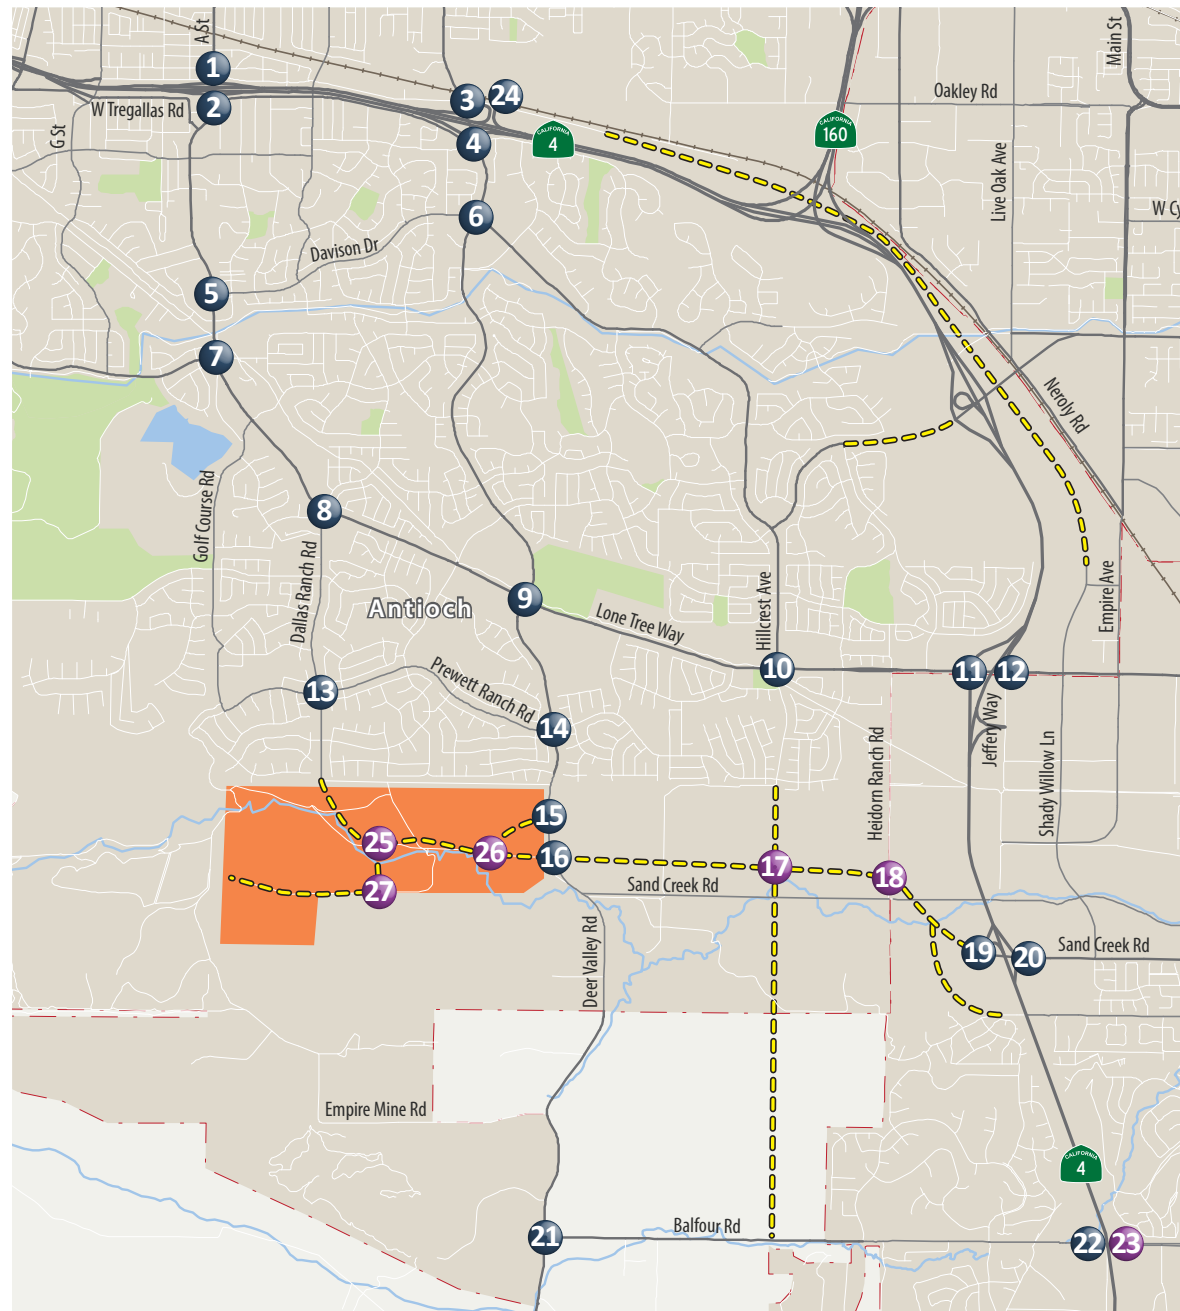 A St
Main St
1
W Tregallas Rd
2
G St
3
24
4
CALIFORNIA
4
CALIFORNIA
160
Oakley Rd
Live Oak Ave
W Cy
6
Davison Dr
5
7
Neroly Rd
Golf Course Rd
8
Dallas Ranch Rd
Antioch
9
Lone Tree Way
Hillcrest Ave
Empire Ave
10
11
12
13
Prewett Ranch Rd
14
Heidorn Ranch Rd
Jeffery Way
Shady Willow Ln
15
25
26
16
17
18
27
Sand Creek Rd
Deer Valley Rd
19
20
Sand Creek Rd
Empire Mine Rd
CALIFORNIA
4
21
Balfour Rd
22
23